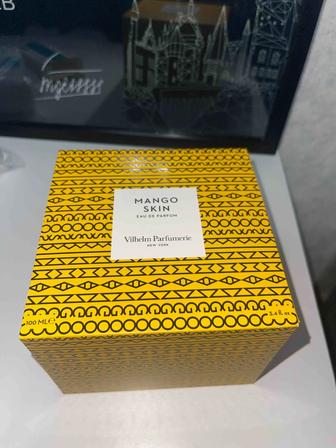 MANGO
SKIN
EAU DE PARFUM
Vilhelm Parfumerie
NEW YORK
100 ML℮
3.4 fl. oz